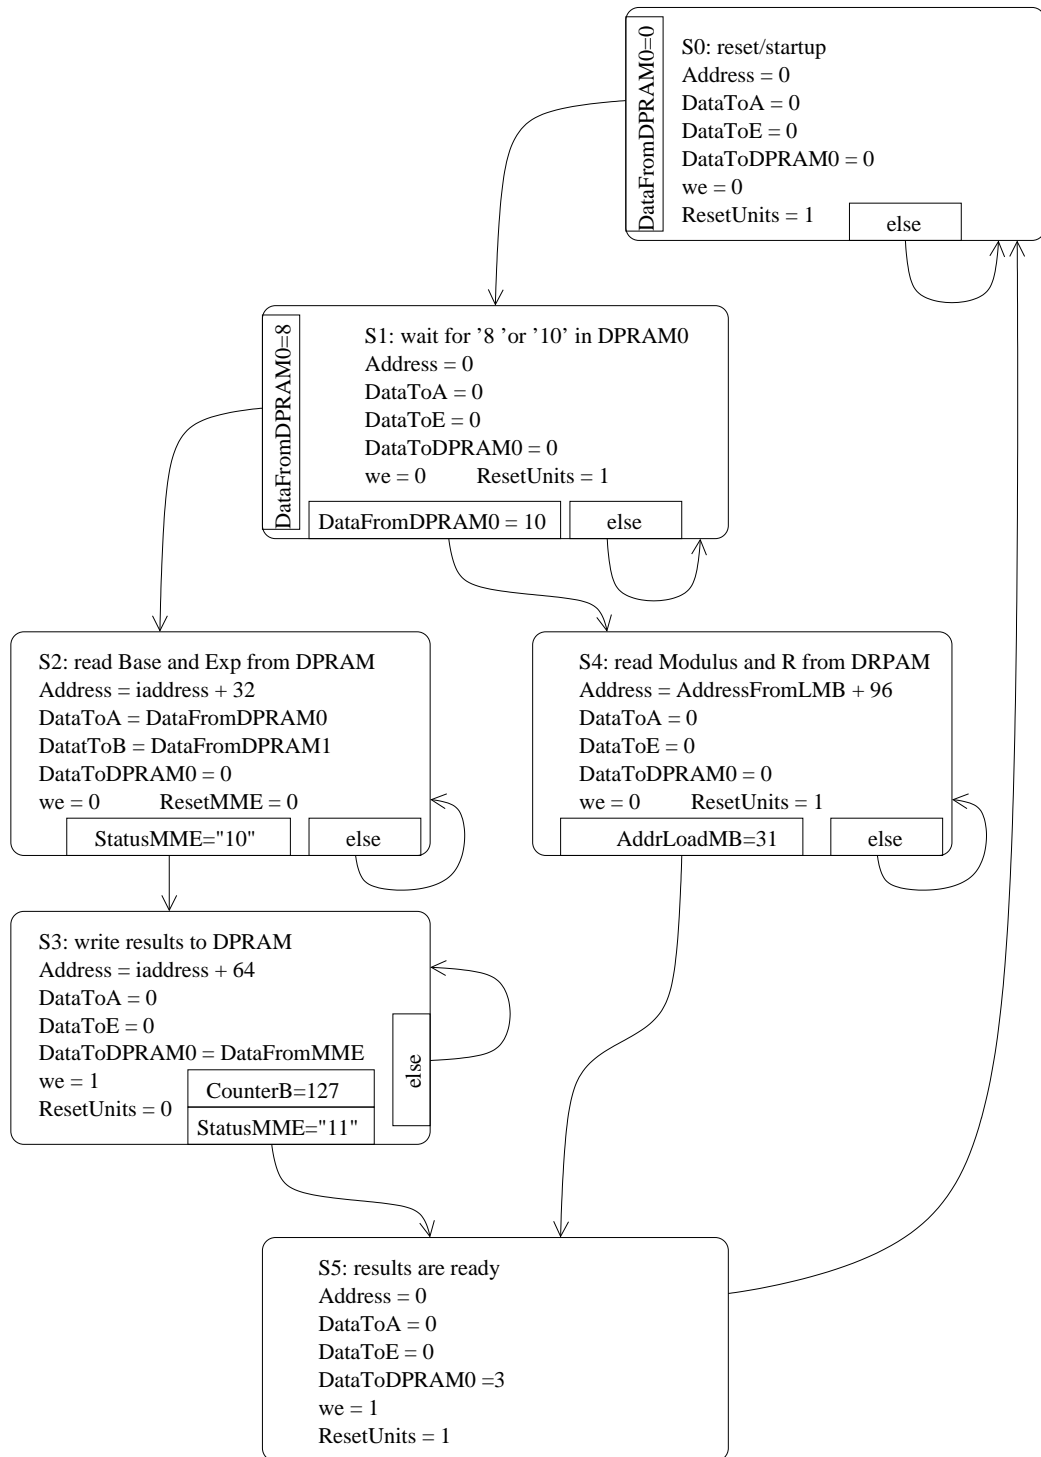 DataFromDPRAM0=0
S0: reset/startup
Address = 0
DataToA = 0
DataToE = 0
DataToDPRAM0 = 0
we = 0
ResetUnits = 1
else
DataFromDPRAM0=8
S1: wait for ’8 ’or ’10’ in DPRAM0
Address = 0
DataToA = 0
DataToE = 0
DataToDPRAM0 = 0
we = 0 ResetUnits = 1
DataFromDPRAM0 = 10
else
S2: read Base and Exp from DPRAM
Address = iaddress + 32
DataToA = DataFromDPRAM0
DatatToB = DataFromDPRAM1
DataToDPRAM0 = 0
we = 0 ResetMME = 0
StatusMME="10"
else
S4: read Modulus and R from DRPAM
Address = AddressFromLMB + 96
DataToA = 0
DataToE = 0
DataToDPRAM0 = 0
we = 0 ResetUnits = 1
AddrLoadMB=31
else
S3: write results to DPRAM
Address = iaddress + 64
DataToA = 0
DataToE = 0
DataToDPRAM0 = DataFromMME
we = 1
ResetUnits = 0
CounterB=127
StatusMME="11"
else
S5: results are ready
Address = 0
DataToA = 0
DataToE = 0
DataToDPRAM0 =3
we = 1
ResetUnits = 1